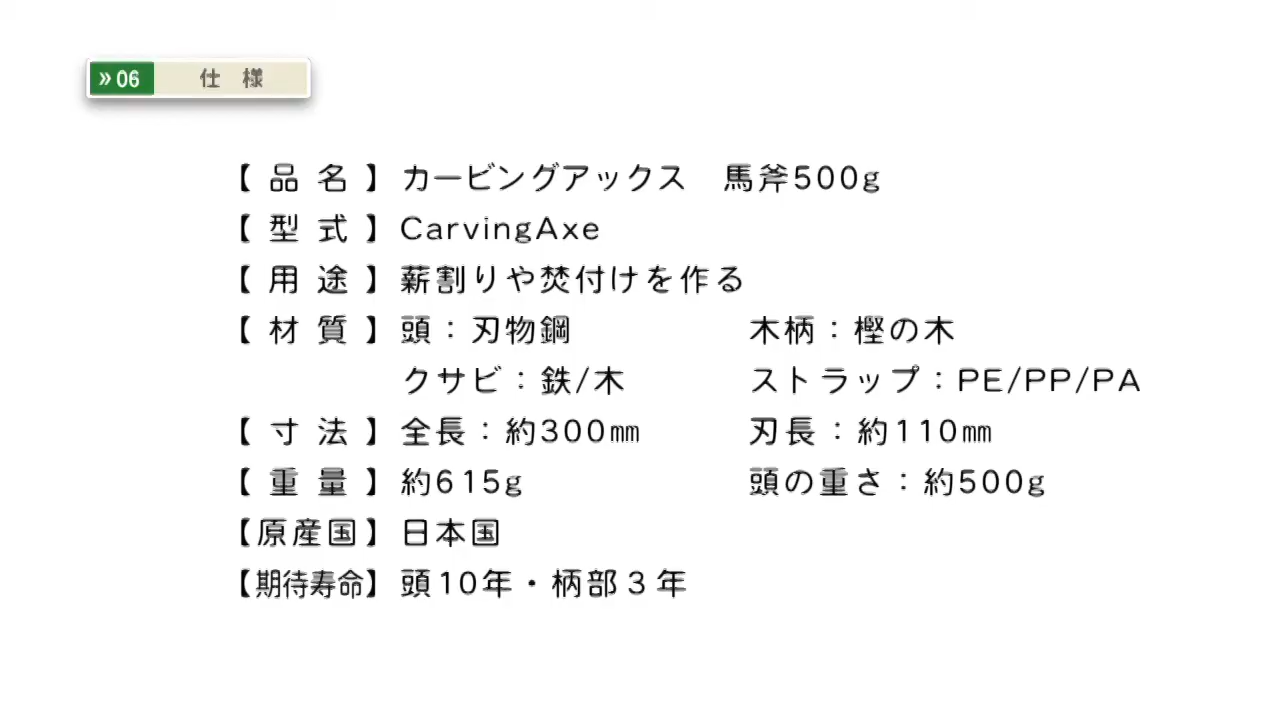 » 06 仕 様
【 品 名 】 カービングアックス 馬斧500g
【 型 式 】 CarvingAxe
【 用 途 】 薪割りや焚付けを作る
【 材 質 】 頭：刃物鋼 木柄：樫の木
クサビ：鉄/木 ストラップ：PE/PP/PA
【 寸 法 】 全長：約300㎜ 刃長：約110㎜
【 重 量 】 約615g 頭の重さ：約500g
【原産国】 日本国
【期待寿命】 頭10年・柄部３年